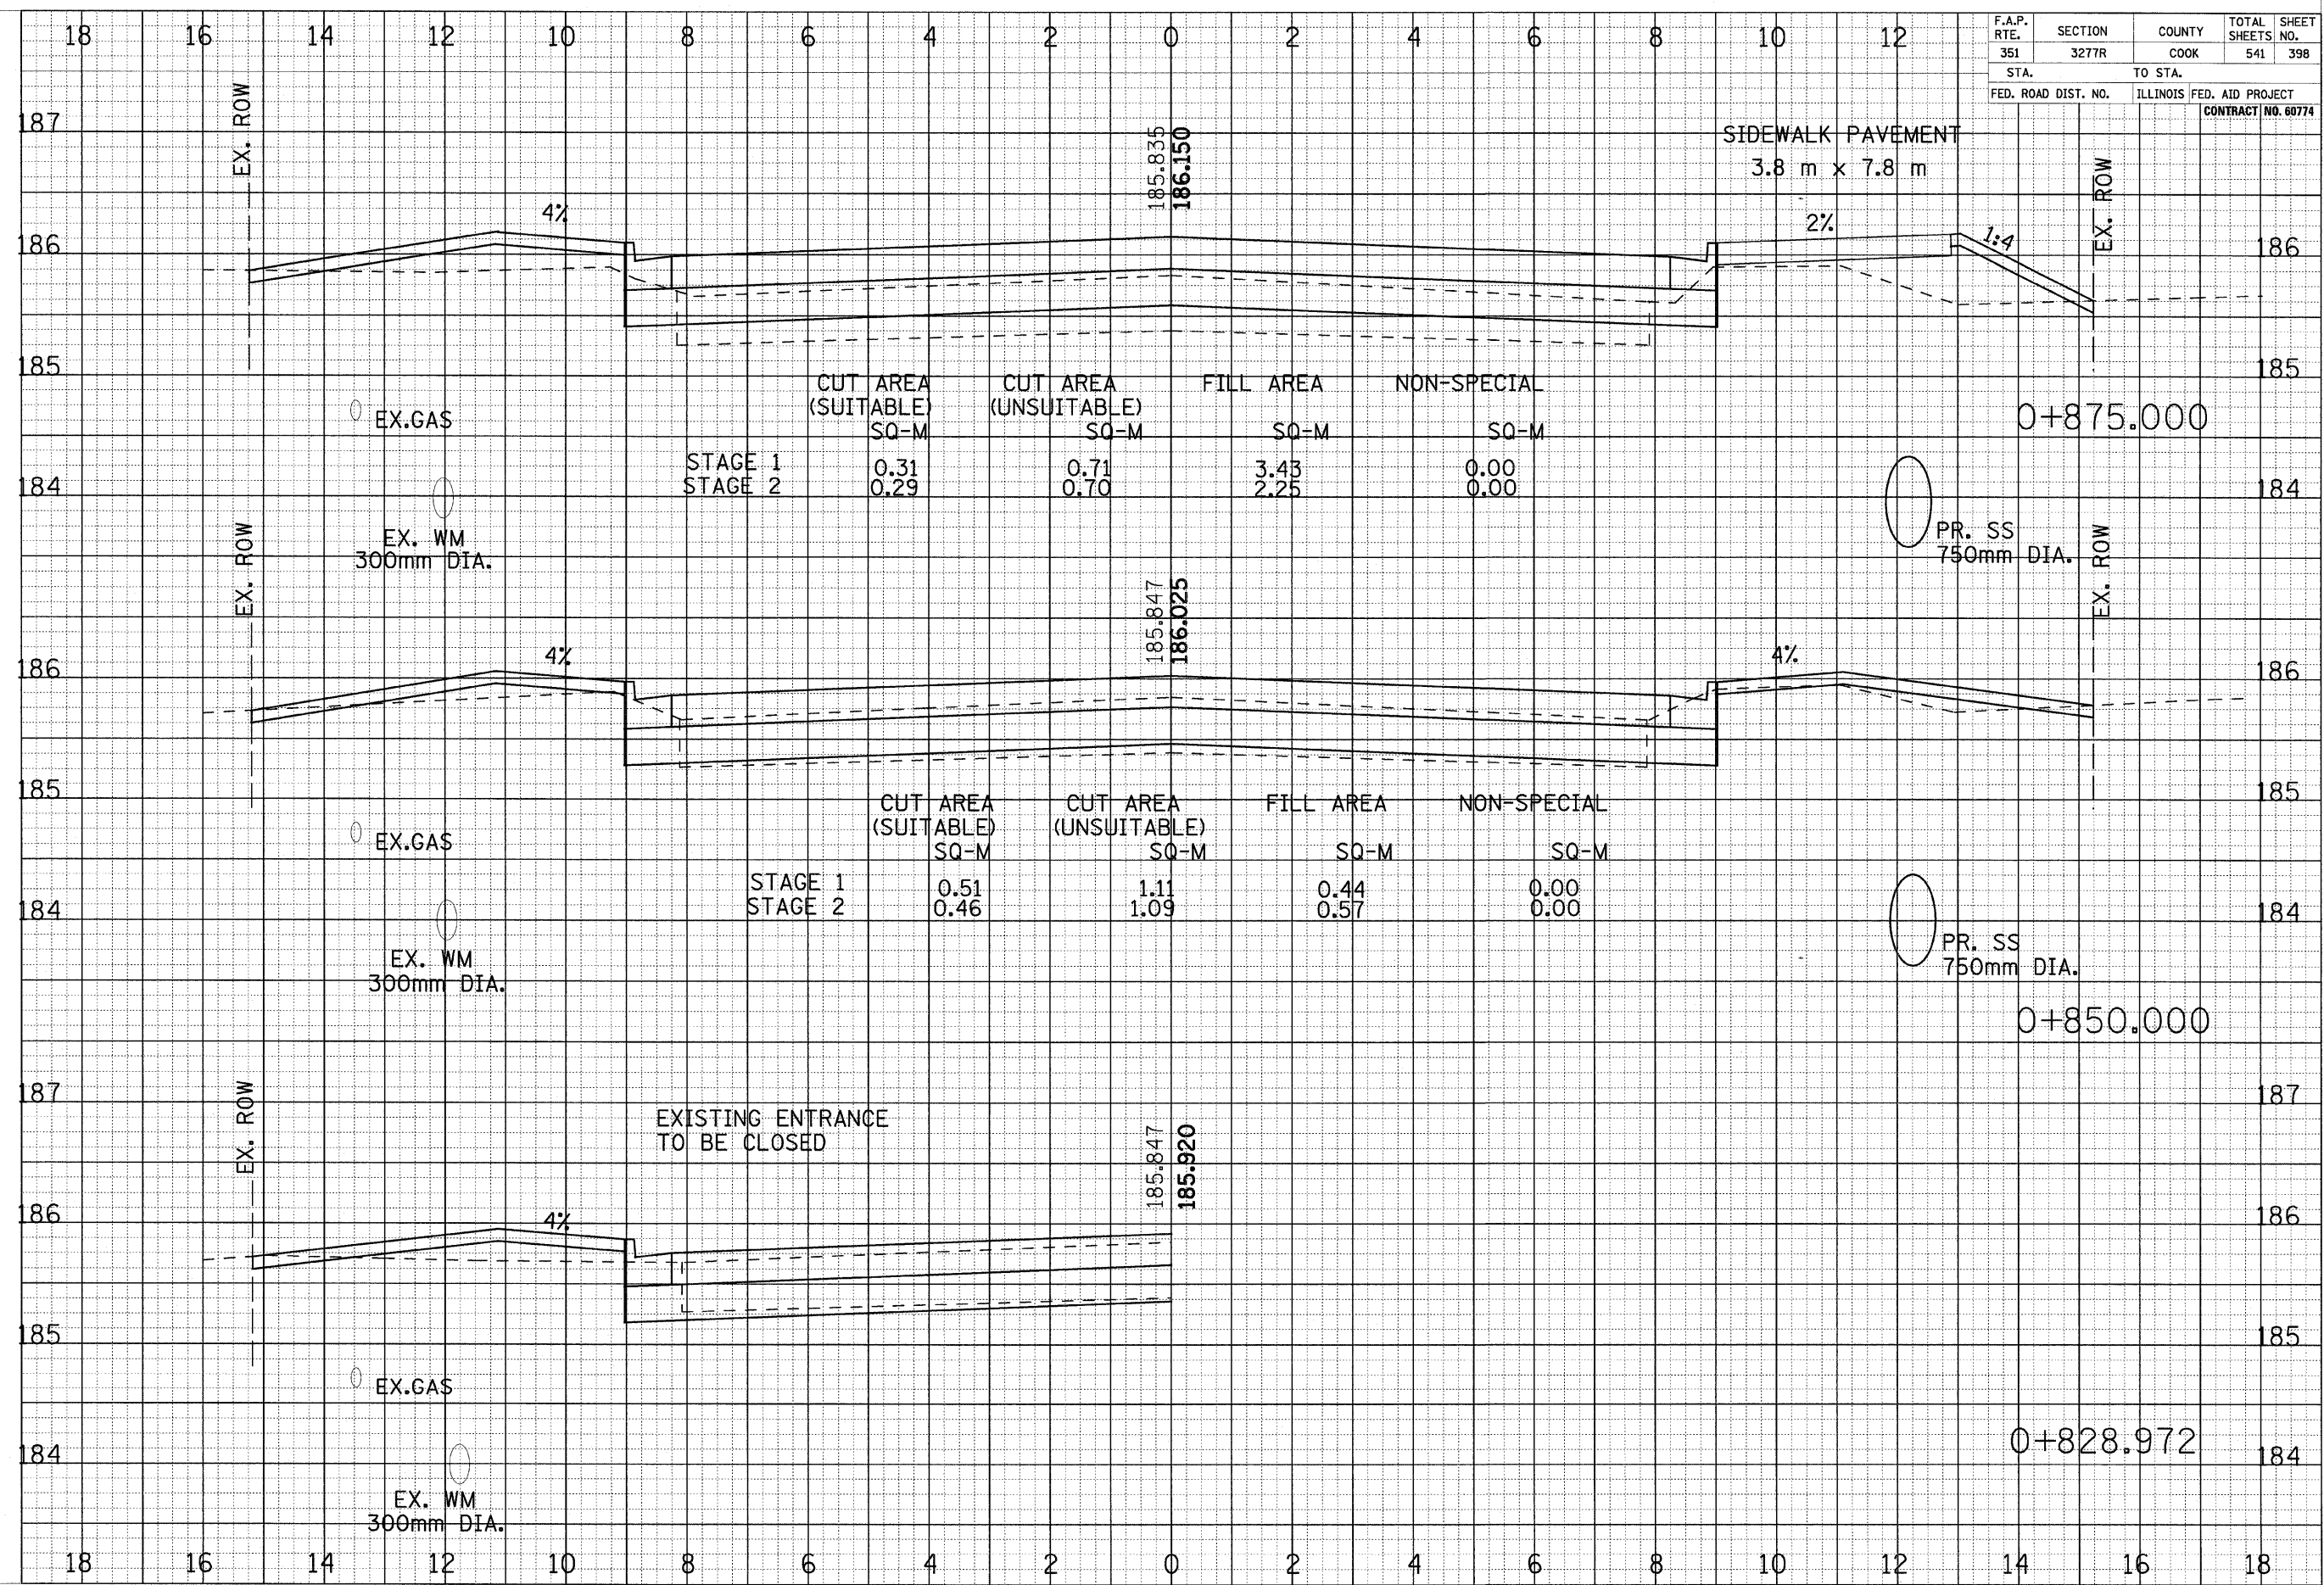 18 16 14 12 10 8 6 4 2 0 2 4 6 8 10 12
F.A.P. RTE. SECTION COUNTY TOTAL SHEETS SHEET NO.
351 3277R COOK 541 398
STA. TO STA.
FED. ROAD DIST. NO. ILLINOIS FED. AID PROJECT
CONTRACT NO. 60774
EX. ROW
187
185.835
186.150
SIDEWALK PAVEMENT
3.8 m x 7.8 m
EX. ROW
4%
2%
1:4
186 186
185 185
CUT AREA CUT AREA FILL AREA NON-SPECIAL
(SUITABLE) (UNSUITABLE)
SQ-M SQ-M SQ-M SQ-M
EX.GAS
0+875.000
STAGE 1 0.31 0.71 3.43 0.00
STAGE 2 0.29 0.70 2.25 0.00
184 184
EX. WM
300mm DIA.
PR. SS
750mm DIA.
EX. ROW
185.847
186.025
EX. ROW
4% 4%
186 186
185 185
CUT AREA CUT AREA FILL AREA NON-SPECIAL
(SUITABLE) (UNSUITABLE)
SQ-M SQ-M SQ-M SQ-M
EX.GAS
STAGE 1 0.51 1.11 0.44 0.00
STAGE 2 0.46 1.09 0.57 0.00
184 184
EX. WM
300mm DIA.
PR. SS
750mm DIA.
0+850.000
187 187
EX. ROW
EXISTING ENTRANCE
TO BE CLOSED
185.847
185.920
186 186
4%
185 185
EX.GAS
0+828.972
184 184
EX. WM
300mm DIA.
18 16 14 12 10 8 6 4 2 0 2 4 6 8 10 12 14 16 18